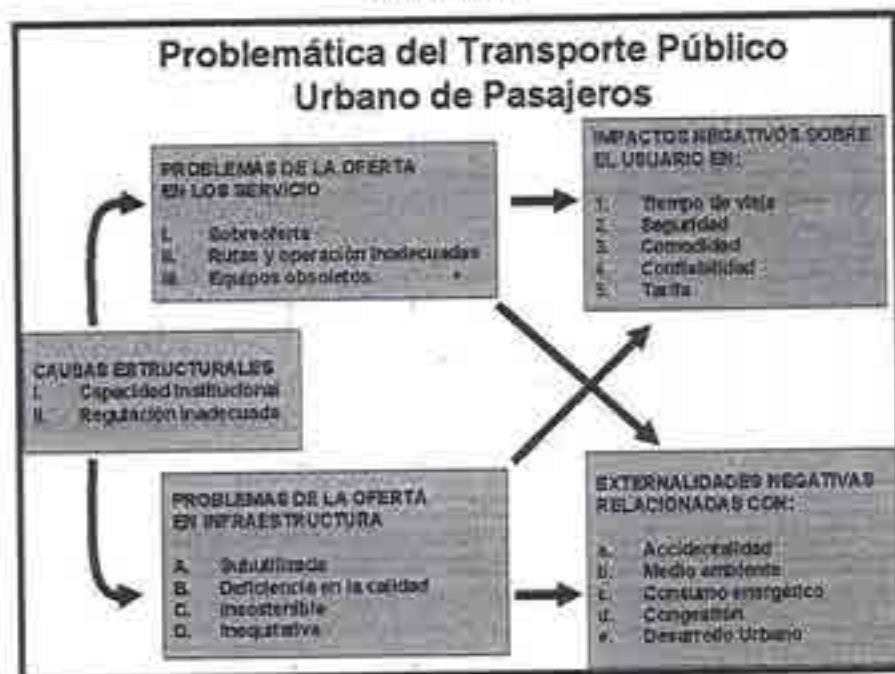 Problemática del Transporte Público
Urbano de Pasajeros
PROBLEMAS DE LA OFERTA
EN LOS SERVICIO
I. Sobreoferta
II. Rutas y operación inadecuadas
III. Equipos obsoletos.
IMPACTOS NEGATIVOS SOBRE
EL USUARIO EN:
1. Tiempo de viaje
2. Seguridad
3. Comodidad
4. Confiabilidad
5. Tarifa
CAUSAS ESTRUCTURALES
I. Capacidad Institucional
II. Regulación Inadecuada
PROBLEMAS DE LA OFERTA
EN INFRAESTRUCTURA
A. Subutilizada
B. Deficiencia en la calidad
C. Insostenible
D. Inequitativa
EXTERNALIDADES NEGATIVAS
RELACIONADAS CON:
a. Accidentalidad
b. Medio ambiente
c. Consumo energético
d. Congestión
e. Desarrollo Urbano